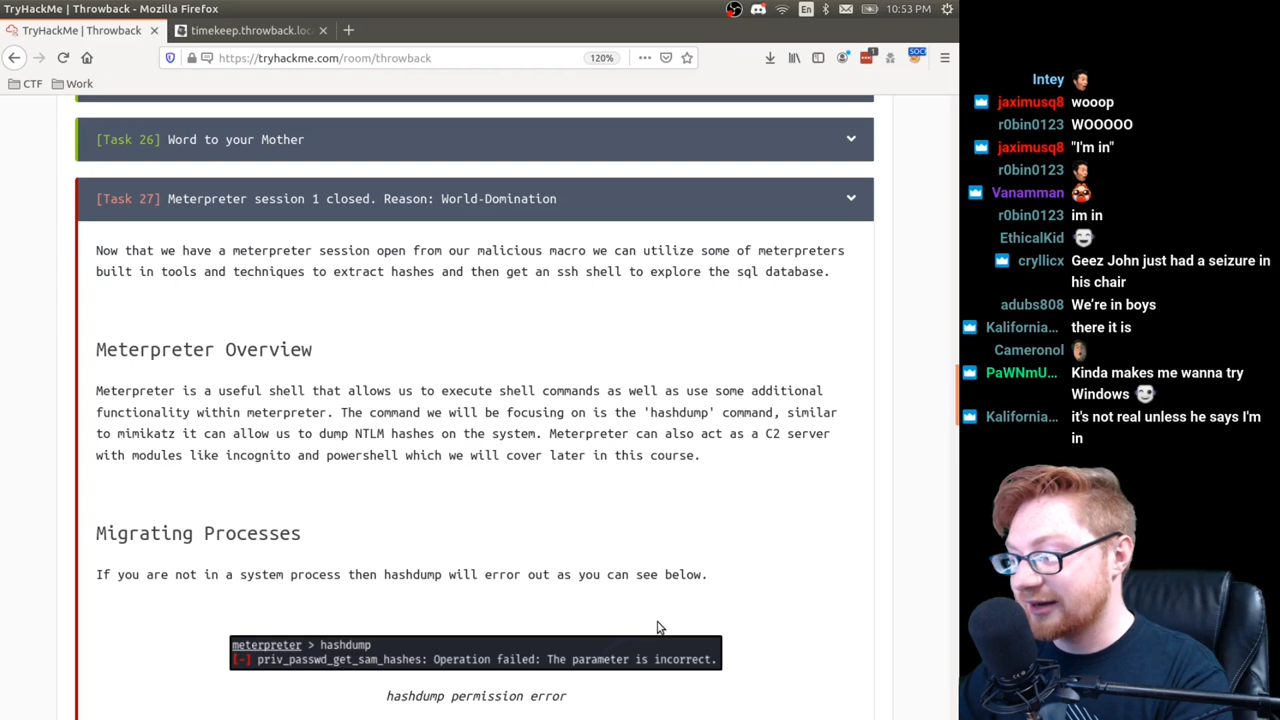 TryHackMe | Throwback - Mozilla Firefox
En
10:53 PM
TryHackMe | Throwback
timekeep.throwback.loc
https://tryhackme.com/room/throwback
120%
1
SOC
CTF
Work
[Task 26] Word to your Mother
[Task 27] Meterpreter session 1 closed. Reason: World-Domination
Now that we have a meterpreter session open from our malicious macro we can utilize some of meterpreters
built in tools and techniques to extract hashes and then get an ssh shell to explore the sql database.
Meterpreter Overview
Meterpreter is a useful shell that allows us to execute shell commands as well as use some additional
functionality within meterpreter. The command we will be focusing on is the 'hashdump' command, similar
to mimikatz it can allow us to dump NTLM hashes on the system. Meterpreter can also act as a C2 server
with modules like incognito and powershell which we will cover later in this course.
Migrating Processes
If you are not in a system process then hashdump will error out as you can see below.
meterpreter > hashdump
[-] priv_passwd_get_sam_hashes: Operation failed: The parameter is incorrect.
hashdump permission error
Intey
jaximusq8 wooop
r0bin0123 WOOOOO
jaximusq8 "I'm in"
r0bin0123
Vanamman
r0bin0123 im in
EthicalKid
cryllicx Geez John just had a seizure in
his chair
adubs808 We're in boys
Kalifornia... there it is
Cameronol
PaWNmU... Kinda makes me wanna try
Windows
Kalifornia... it's not real unless he says I'm
in